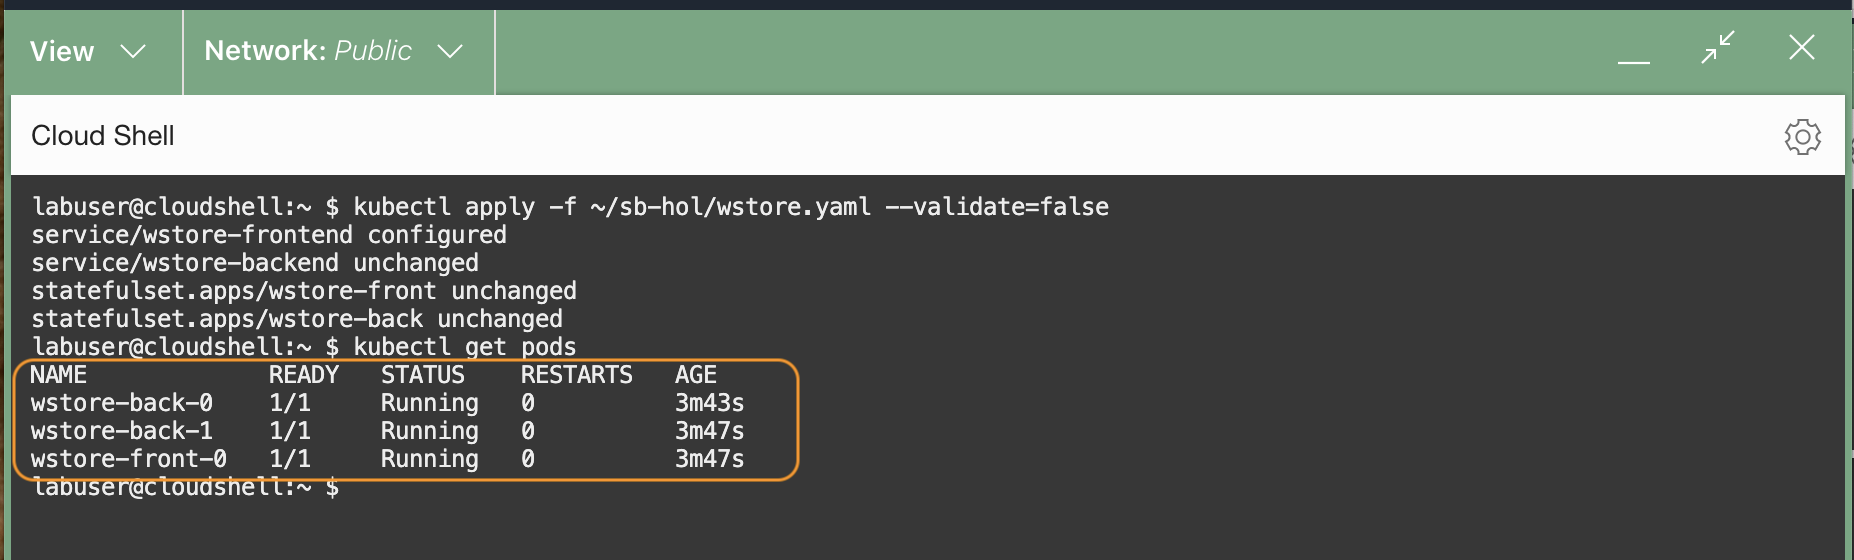 View
Network: Public
Cloud Shell
labuser@cloudshell:~ $ kubectl apply -f ~/sb-hol/wstore.yaml --validate=false
service/wstore-frontend configured
service/wstore-backend unchanged
statefulset.apps/wstore-front unchanged
statefulset.apps/wstore-back unchanged
labuser@cloudshell:~ $ kubectl get pods
NAME READY STATUS RESTARTS AGE
wstore-back-0 1/1 Running 0 3m43s
wstore-back-1 1/1 Running 0 3m47s
wstore-front-0 1/1 Running 0 3m47s
labuser@cloudshell:~ $